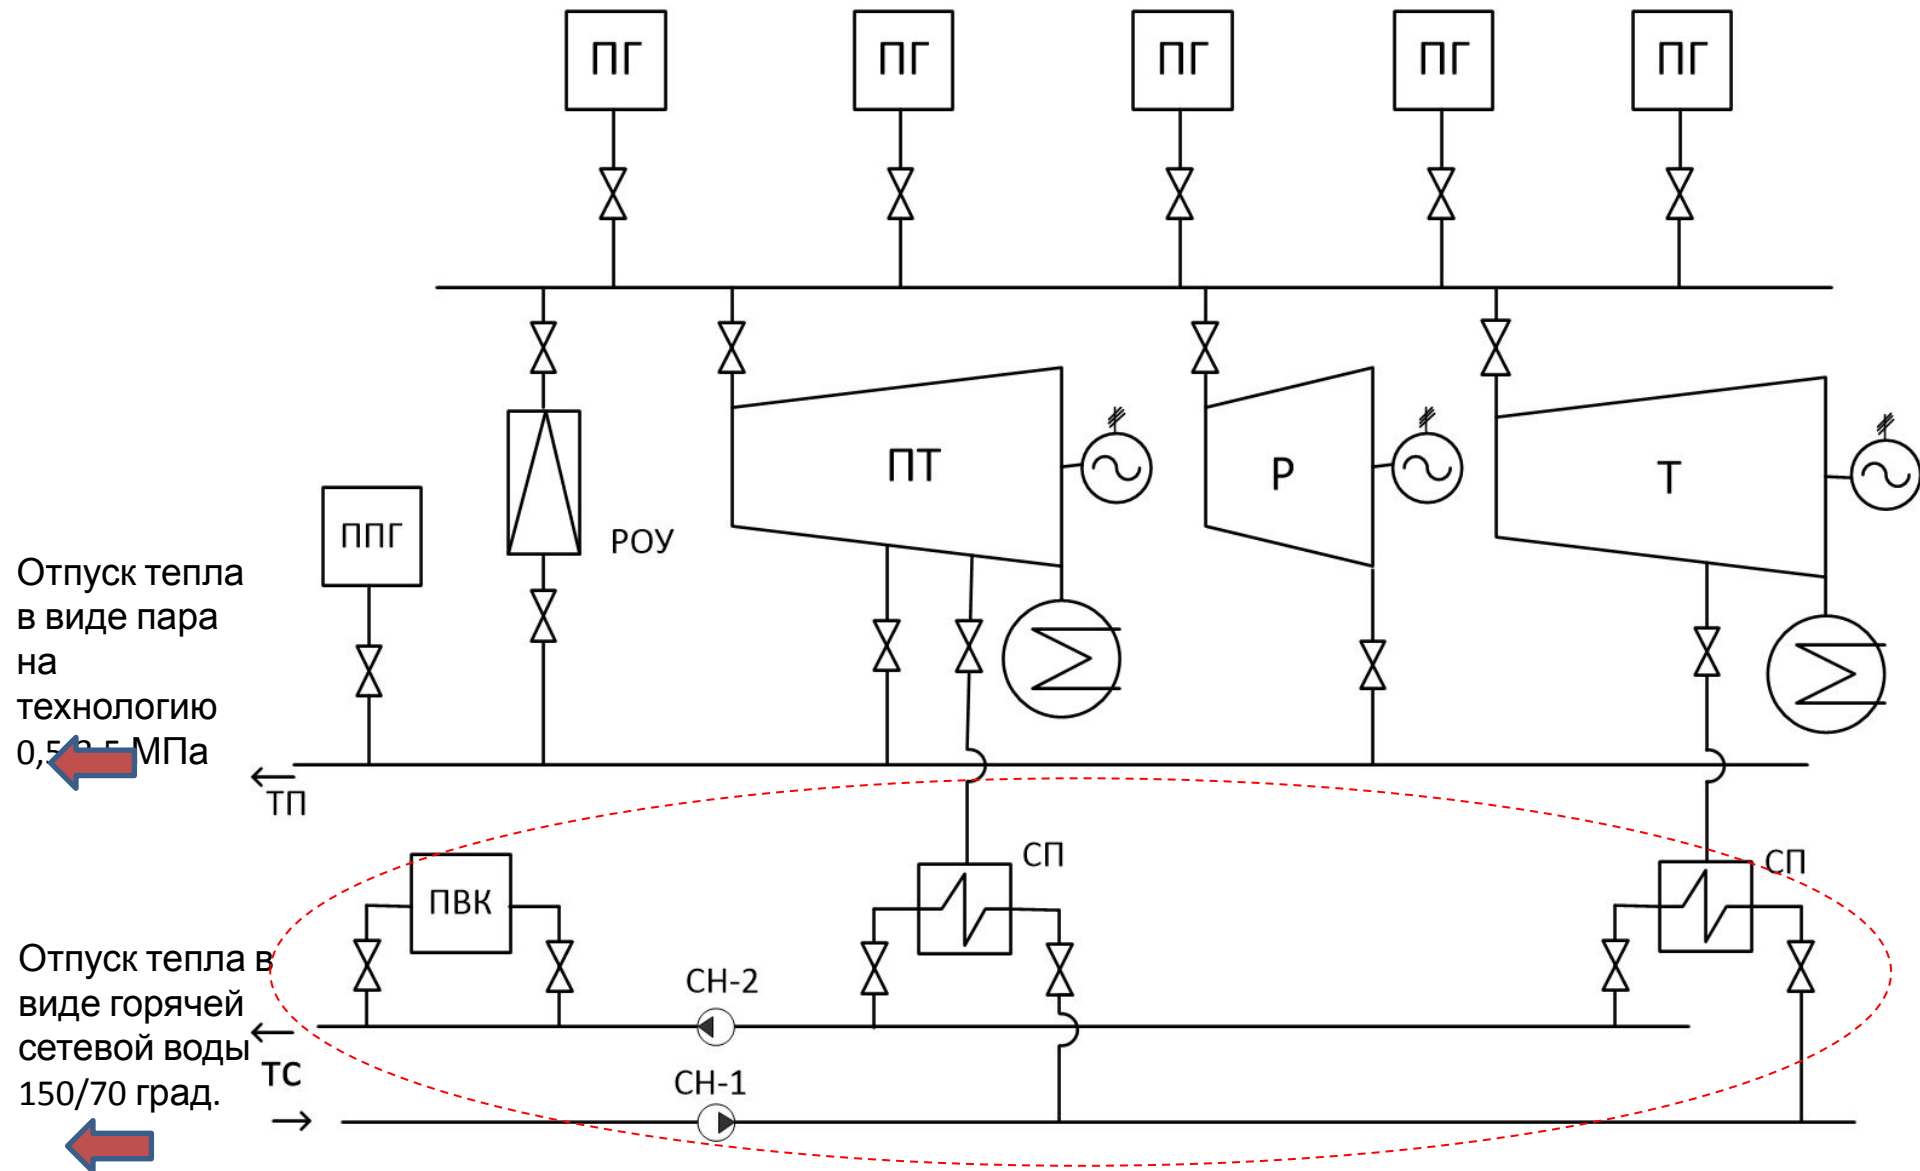 ПГ
ПГ
ПГ
ПГ
ПГ
ПТ
Р
Т
ППГ
РОУ
Отпуск тепла
в виде пара
на
технологию
МПа
ТП
СП
СП
ПВК
Отпуск тепла в
виде горячей
сетевой воды
150/70 град.
СН-2
ТС
СН-1